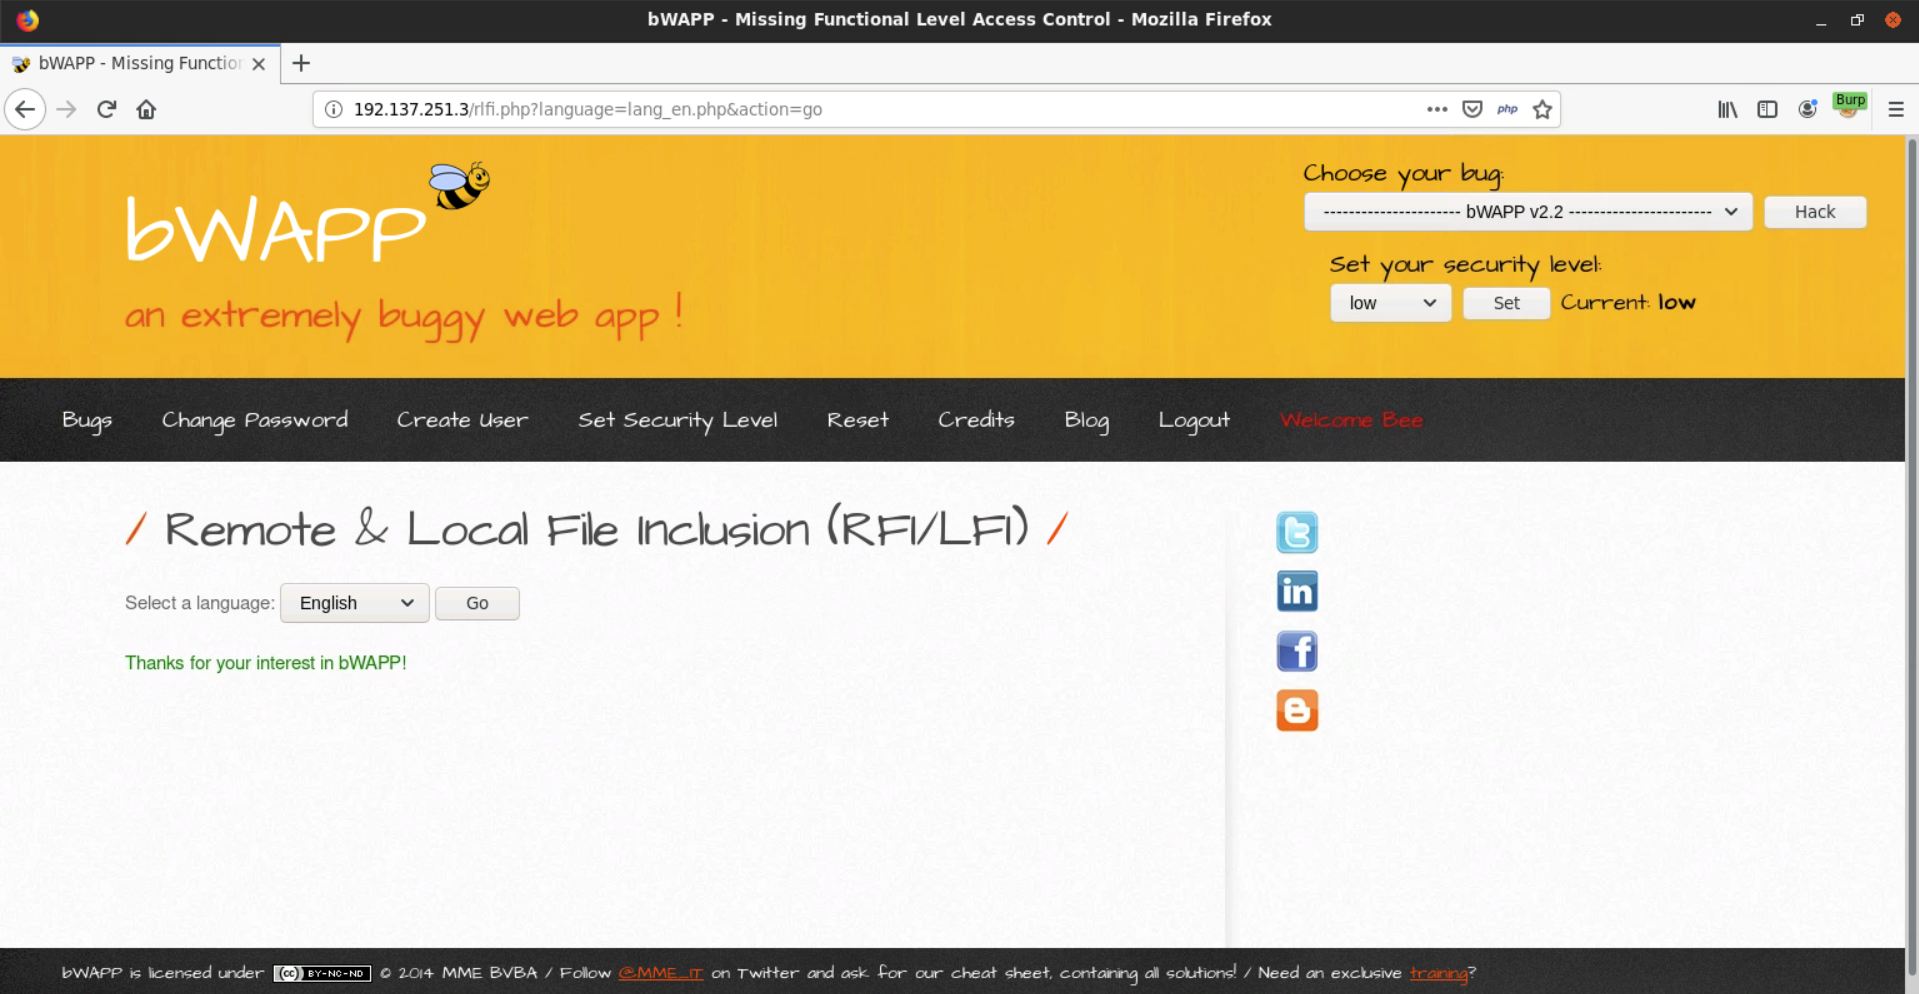 bWAPP - Missing Functional Level Access Control - Mozilla Firefox
bWAPP - Missing Function
192.137.251.3/rlfi.php?language=lang_en.php&action=go
php
Burp
bWAPP
an extremely buggy web app !
Choose your bug:
---------------------- bWAPP v2.2 -----------------------
Hack
Set your security level:
low
Set
Current: low
Bugs
Change Password
Create User
Set Security Level
Reset
Credits
Blog
Logout
Welcome Bee
/ Remote & Local File Inclusion (RFI/LFI) /
Select a language:
English
Go
Thanks for your interest in bWAPP!
bWAPP is licensed under (cc) BY-NC-ND © 2014 MME BVBA / Follow @MME_IT on Twitter and ask for our cheat sheet, containing all solutions! / Need an exclusive training?